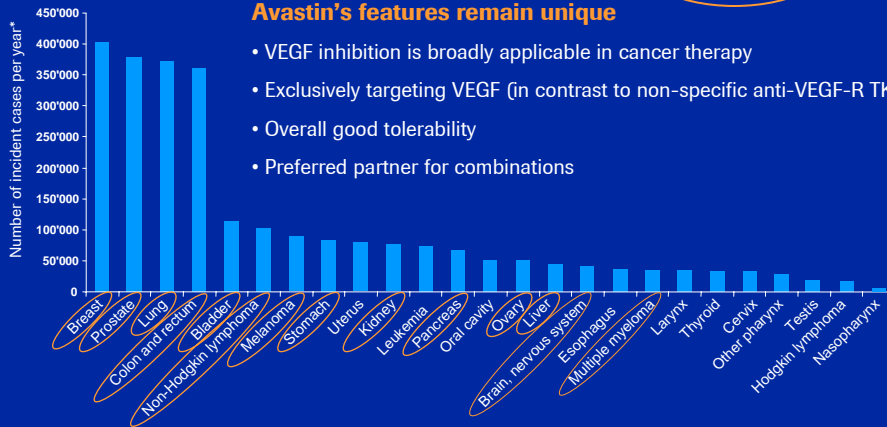 Avastin's features remain unique
• VEGF inhibition is broadly applicable in cancer therapy
• Exclusively targeting VEGF (in contrast to non-specific anti-VEGF-R TK
• Overall good tolerability
• Preferred partner for combinations
Number of incident cases per year*
450'000
400'000
350'000
300'000
250'000
200'000
150'000
100'000
50'000
0
Breast
Prostate
Lung
Colon and rectum
Bladder
Non-Hodgkin lymphoma
Melanoma
Stomach
Uterus
Kidney
Leukemia
Pancreas
Oral cavity
Ovary
Liver
Brain, nervous system
Esophagus
Multiple myeloma
Larynx
Thyroid
Cervix
Other pharynx
Testis
Hodgkin lymphoma
Nasopharynx